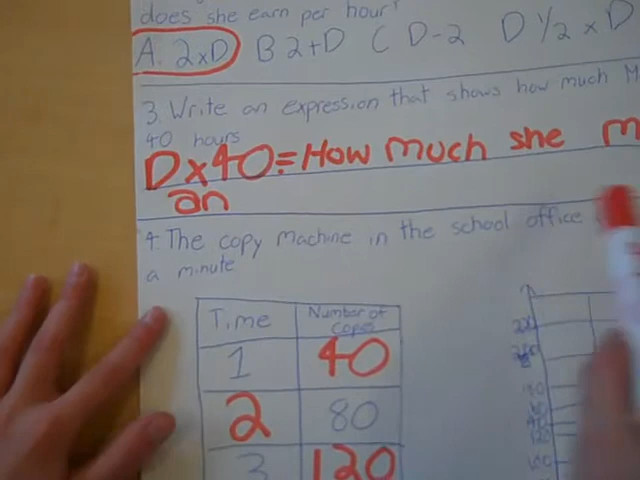 does she earn per hour?
A. 2xD B 2+D C D-2 D 1/2 x D
3. Write an expression that shows how much M
40 hours
Dx40=How much she m
an
4. The copy machine in the school office
a minute
Time Number of Copes
1 40
2 80
3 120